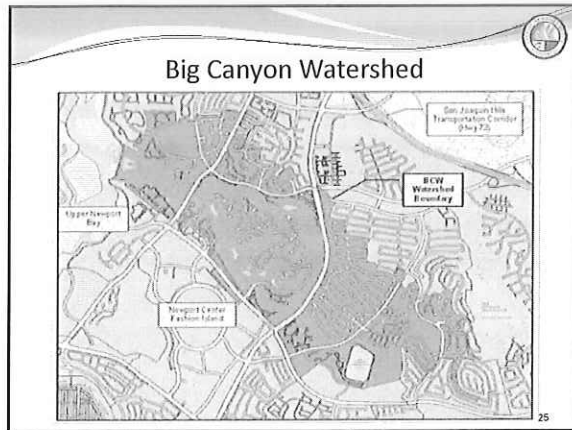 Big Canyon Watershed
San Joaquin Hills
Transportation Corridor
(Hwy 73)
BCW
Watershed
Boundary
Upper Newport
Bay
Newport Center
Fashion Island
25